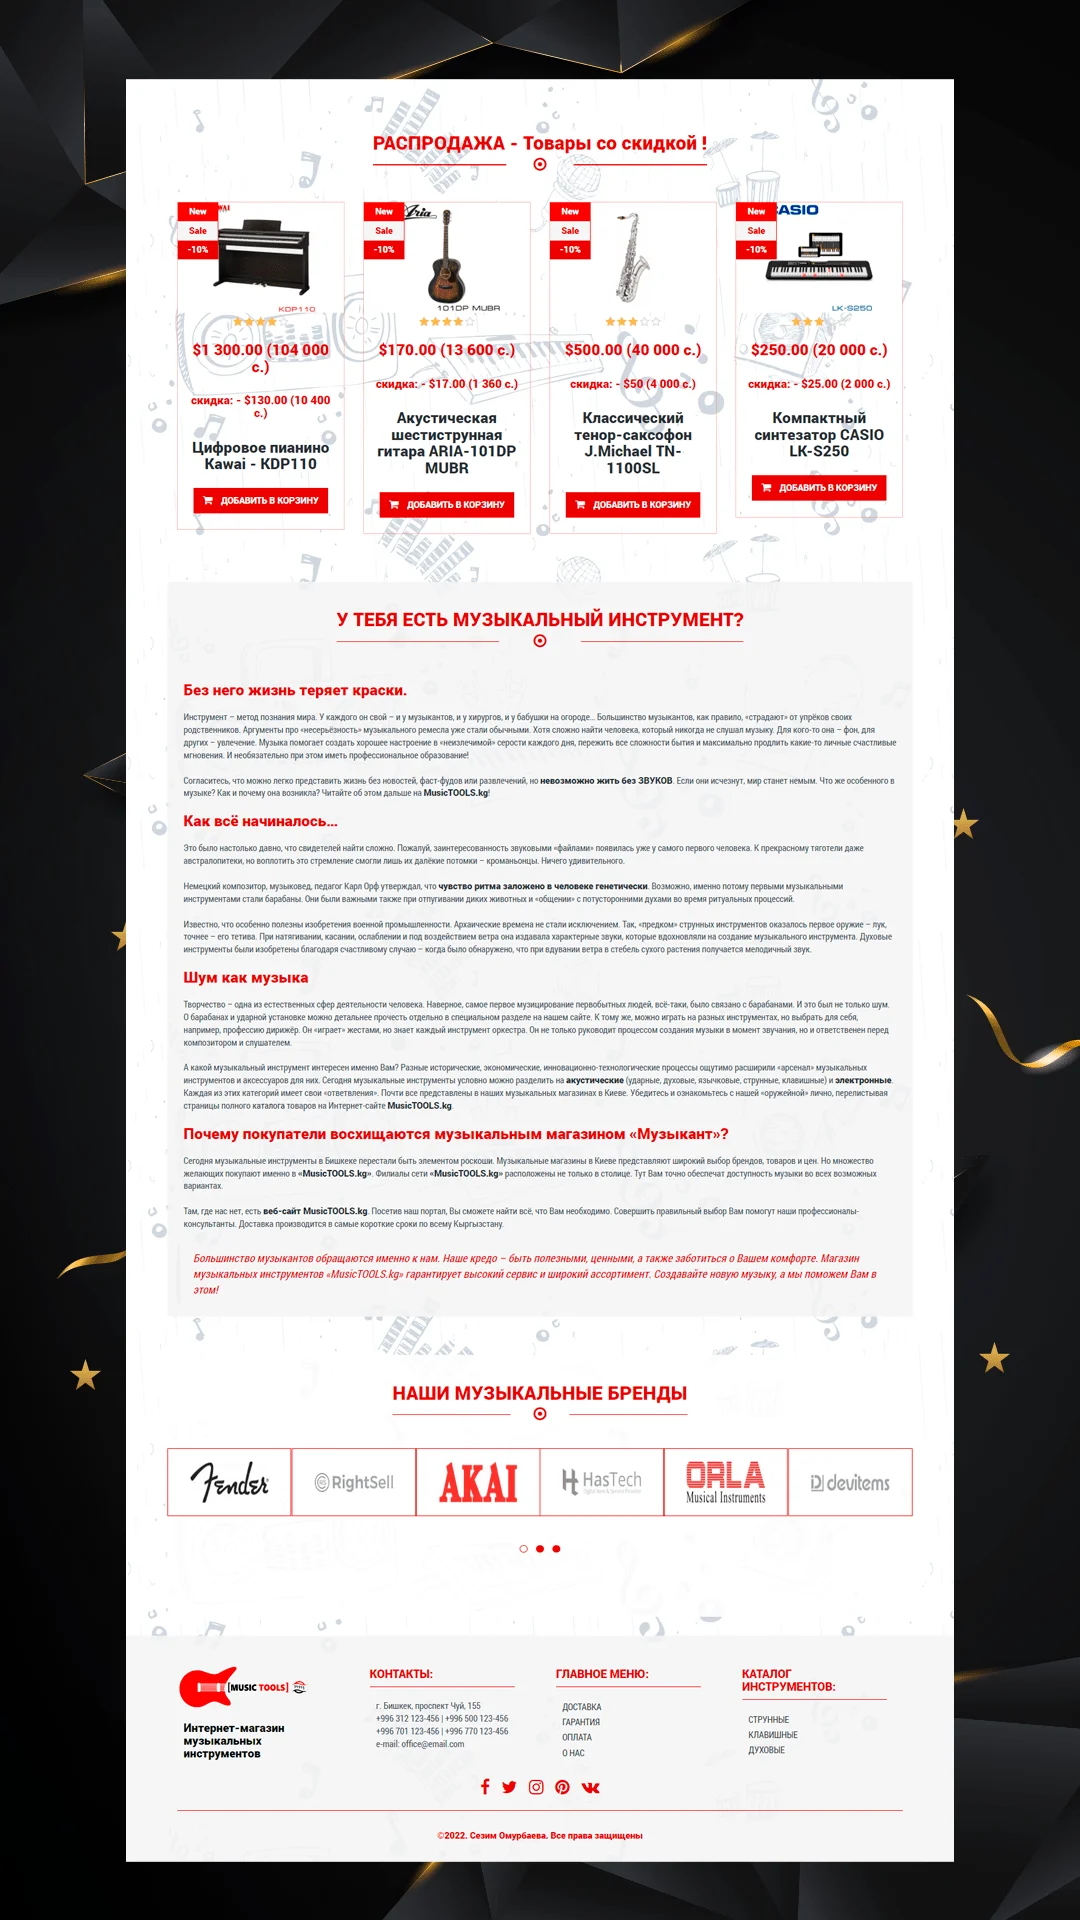 РАСПРОДАЖА - Товары со скидкой !
New
Sale
-10%
KDP110
$1 300.00 (104 000
с.)
скидка: - $130.00 (10 400
с.)
Цифровое пианино
Kawai - KDP110
ДОБАВИТЬ В КОРЗИНУ
New
Sale
-10%
Aria
101DP MUBR
$170.00 (13 600 с.)
скидка: - $17.00 (1 360 с.)
Акустическая
шестиструнная
гитара ARIA-101DP
MUBR
ДОБАВИТЬ В КОРЗИНУ
New
Sale
-10%
$500.00 (40 000 с.)
скидка: - $50 (4 000 с.)
Классический
тенор-саксофон
J.Michael TN-
1100SL
ДОБАВИТЬ В КОРЗИНУ
New
Sale
-10%
CASIO
LK-S250
$250.00 (20 000 с.)
скидка: - $25.00 (2 000 с.)
Компактный
синтезатор CASIO
LK-S250
ДОБАВИТЬ В КОРЗИНУ
У ТЕБЯ ЕСТЬ МУЗЫКАЛЬНЫЙ ИНСТРУМЕНТ?
Без него жизнь теряет краски.
Инструмент – метод познания мира. У каждого он свой – и у музыкантов, и у хирургов, и у бабушки на огороде... Большинство музыкантов, как правило, «страдают» от упрёков своих
родственников. Аргументы про «несерьёзность» музыкального ремесла уже стали обычными. Хотя сложно найти человека, который никогда не слушал музыку. Для кого-то она – фон, для
других – увлечение. Музыка помогает создать хорошее настроение в «неизлечимой» серости каждого дня, пережить все сложности бытия и максимально продлить какие-то личные счастливые
мгновения. И необязательно при этом иметь профессиональное образование!
Согласитесь, что можно легко представить жизнь без новостей, фаст-фудов или развлечений, но невозможно жить без ЗВУКОВ. Если они исчезнут, мир станет немым. Что же особенного в
музыке? Как и почему она возникла? Читайте об этом дальше на MusicTOOLS.kg!
Как всё начиналось...
Это было настолько давно, что свидетелей найти сложно. Пожалуй, заинтересованность звуковыми «файлами» появилась уже у самого первого человека. К прекрасному тяготели даже
австралопитеки, но воплотить это стремление смогли лишь их далёкие потомки – кроманьонцы. Ничего удивительного.
Немецкий композитор, музыковед, педагог Карл Орф утверждал, что чувство ритма заложено в человеке генетически. Возможно, именно потому первыми музыкальными
инструментами стали барабаны. Они были важными также при отпугивании диких животных и «общении» с потусторонними духами во время ритуальных процессий.
Известно, что особенно полезны изобретения военной промышленности. Архаические времена не стали исключением. Так, «предком» струнных инструментов оказалось первое оружие – лук,
точнее – его тетива. При натягивании, касании, ослаблении и под воздействием ветра она издавала характерные звуки, которые вдохновляли на создание музыкального инструмента. Духовые
инструменты были изобретены благодаря счастливому случаю – когда было обнаружено, что при вдувании ветра в стебель сухого растения получается мелодичный звук.
Шум как музыка
Творчество – одна из естественных сфер деятельности человека. Наверное, самое первое музицирование первобытных людей, всё-таки, было связано с барабанами. И это был не только шум.
О барабанах и ударной установке можно детальнее прочесть отдельно в специальном разделе на нашем сайте. К тому же, можно играть на разных инструментах, но выбрать для себя,
например, профессию дирижёр. Он «играет» жестами, но знает каждый инструмент оркестра. Он не только руководит процессом создания музыки в момент звучания, но и ответственен перед
композитором и слушателем.
А какой музыкальный инструмент интересен именно Вам? Разные исторические, экономические, инновационно-технологические процессы ощутимо расширили «арсенал» музыкальных
инструментов и аксессуаров для них. Сегодня музыкальные инструменты условно можно разделить на акустические (ударные, духовые, язычковые, струнные, клавишные) и электронные.
Каждая из этих категорий имеет свои «ответвления». Почти все представлены в наших музыкальных магазинах в Киеве. Убедитесь и ознакомьтесь с нашей «оружейной» лично, перелистывая
страницы полного каталога товаров на Интернет-сайте MusicTOOLS.kg.
Почему покупатели восхищаются музыкальным магазином «Музыкант»?
Сегодня музыкальные инструменты в Бишкеке перестали быть элементом роскоши. Музыкальные магазины в Киеве представляют широкий выбор брендов, товаров и цен. Но множество
желающих покупают именно в «MusicTOOLS.kg». Филиалы сети «MusicTOOLS.kg» расположены не только в столице. Тут Вам точно обеспечат доступность музыки во всех возможных
вариантах.
Там, где нас нет, есть веб-сайт MusicTOOLS.kg. Посетив наш портал, Вы сможете найти всё, что Вам необходимо. Совершить правильный выбор Вам помогут наши профессионалы-
консультанты. Доставка производится в самые короткие сроки по всему Кыргызстану.
Большинство музыкантов обращаются именно к нам. Наше кредо – быть полезными, ценными, а также заботиться о Вашем комфорте. Магазин
музыкальных инструментов «MusicTOOLS.kg» гарантирует высокий сервис и широкий ассортимент. Создавайте новую музыку, а мы поможем Вам в
этом!
НАШИ МУЗЫКАЛЬНЫЕ БРЕНДЫ
Fender
RightSell
AKAI
HasTech
ORLA
Musical Instruments
devitems
[MUSIC TOOLS]
Интернет-магазин
музыкальных
инструментов
КОНТАКТЫ:
г. Бишкек, проспект Чуй, 155
+996 312 123-456 | +996 500 123-456
+996 701 123-456 | +996 770 123-456
e-mail: office@email.com
ГЛАВНОЕ МЕНЮ:
ДОСТАВКА
ГАРАНТИЯ
ОПЛАТА
О НАС
КАТАЛОГ
ИНСТРУМЕНТОВ:
СТРУННЫЕ
КЛАВИШНЫЕ
ДУХОВЫЕ
©2022. Сезим Омурбаева. Все права защищены